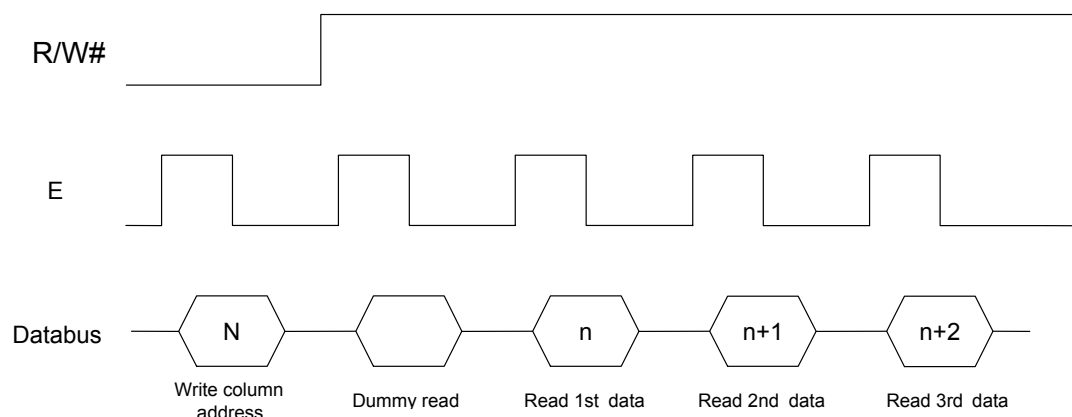 R/W#
E
Databus
N
n
n+1
n+2
Write column
address
Dummy read
Read 1st data
Read 2nd data
Read 3rd data